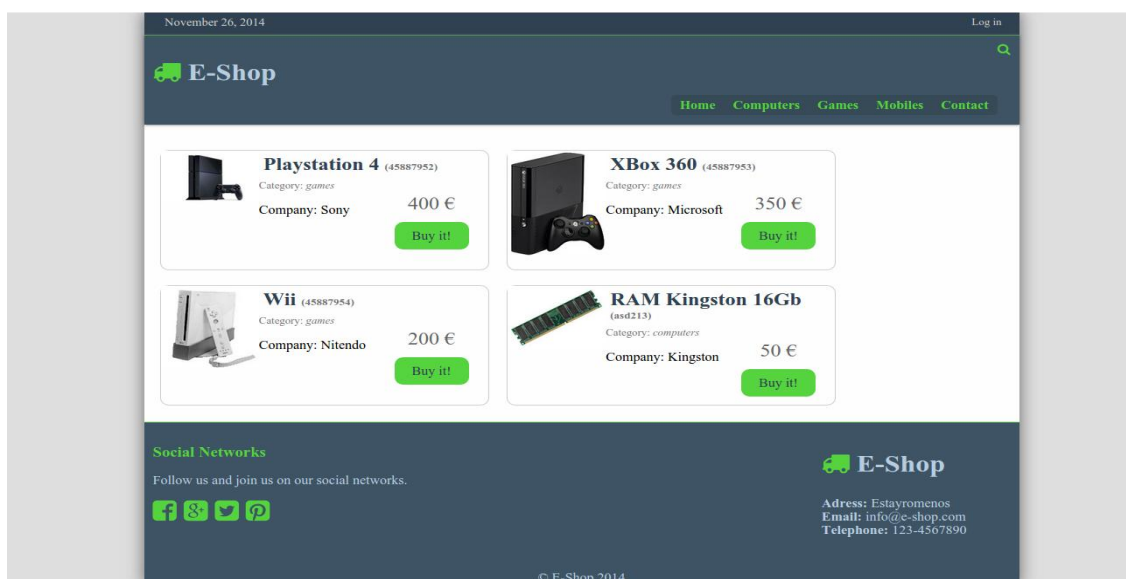 November 26, 2014
Log in
E-Shop
Home Computers Games Mobiles Contact
Playstation 4 (45887952)
Category: games
Company: Sony
400 €
Buy it!
XBox 360 (45887953)
Category: games
Company: Microsoft
350 €
Buy it!
Wii (45887954)
Category: games
Company: Nitendo
200 €
Buy it!
RAM Kingston 16Gb
(asd213)
Category: computers
Company: Kingston
50 €
Buy it!
Social Networks
Follow us and join us on our social networks.
E-Shop
Adress: Estayromenos
Email: info@e-shop.com
Telephone: 123-4567890
© E-Shop 2014